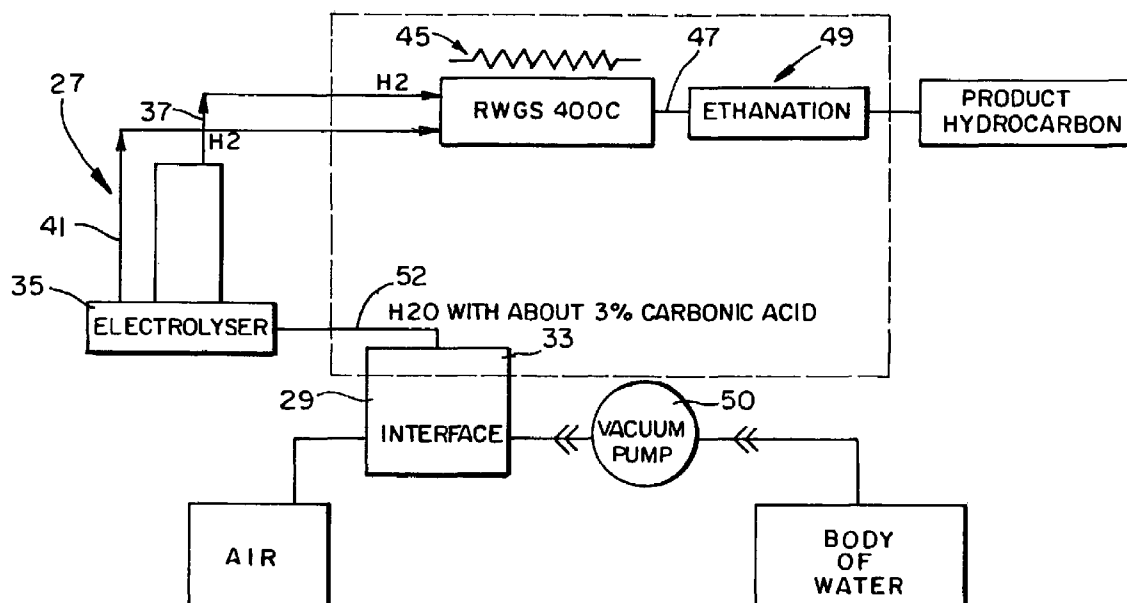 45
47
49
27
37
H2
H2
RWGS 400C
ETHANATION
PRODUCT
HYDROCARBON
41
35
52
ELECTROLYSER
H20 WITH ABOUT 3% CARBONIC ACID
33
29
50
INTERFACE
VACUUM
PUMP
AIR
BODY
OF
WATER